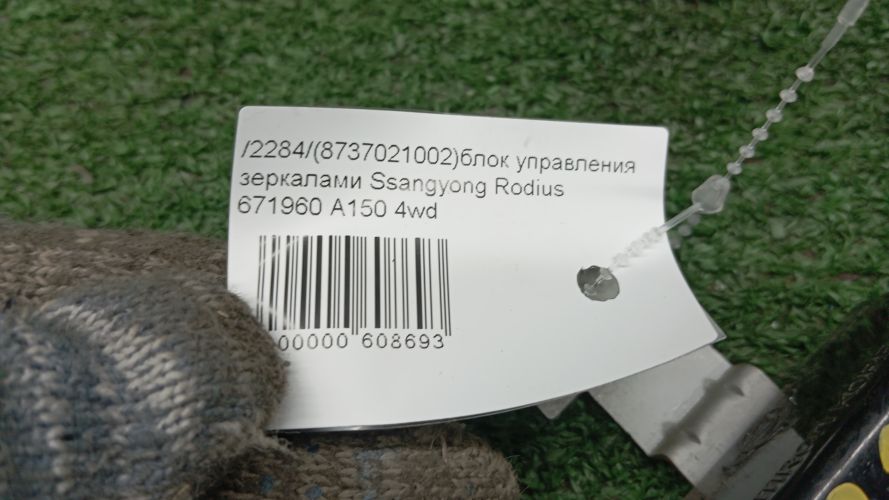 /2284/(8737021002)блок управления
зеркалами Ssangyong Rodius
671960 A150 4wd
00000 608693